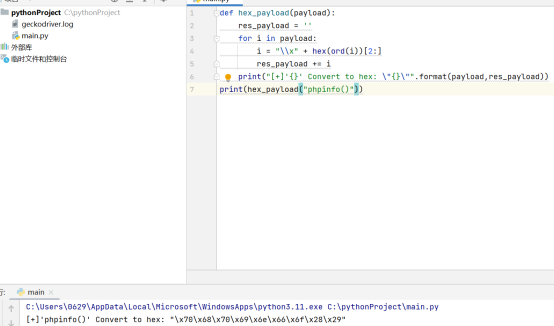 main.py
pythonProject C:\pythonProject
geckodriver.log
main.py
外部库
临时文件和控制台
1 def hex_payload(payload):
2 res_payload = ''
3 for i in payload:
4 i = "\\x" + hex(ord(i))[2:]
5 res_payload += i
6 print("[+]'{}' Convert to hex: \"{}\"".format(payload,res_payload))
7 print(hex_payload("phpinfo()"))
行: main
C:\Users\0629\AppData\Local\Microsoft\WindowsApps\python3.11.exe C:\pythonProject\main.py
[+]'phpinfo()' Convert to hex: "\x70\x68\x70\x69\x6e\x66\x6f\x28\x29"